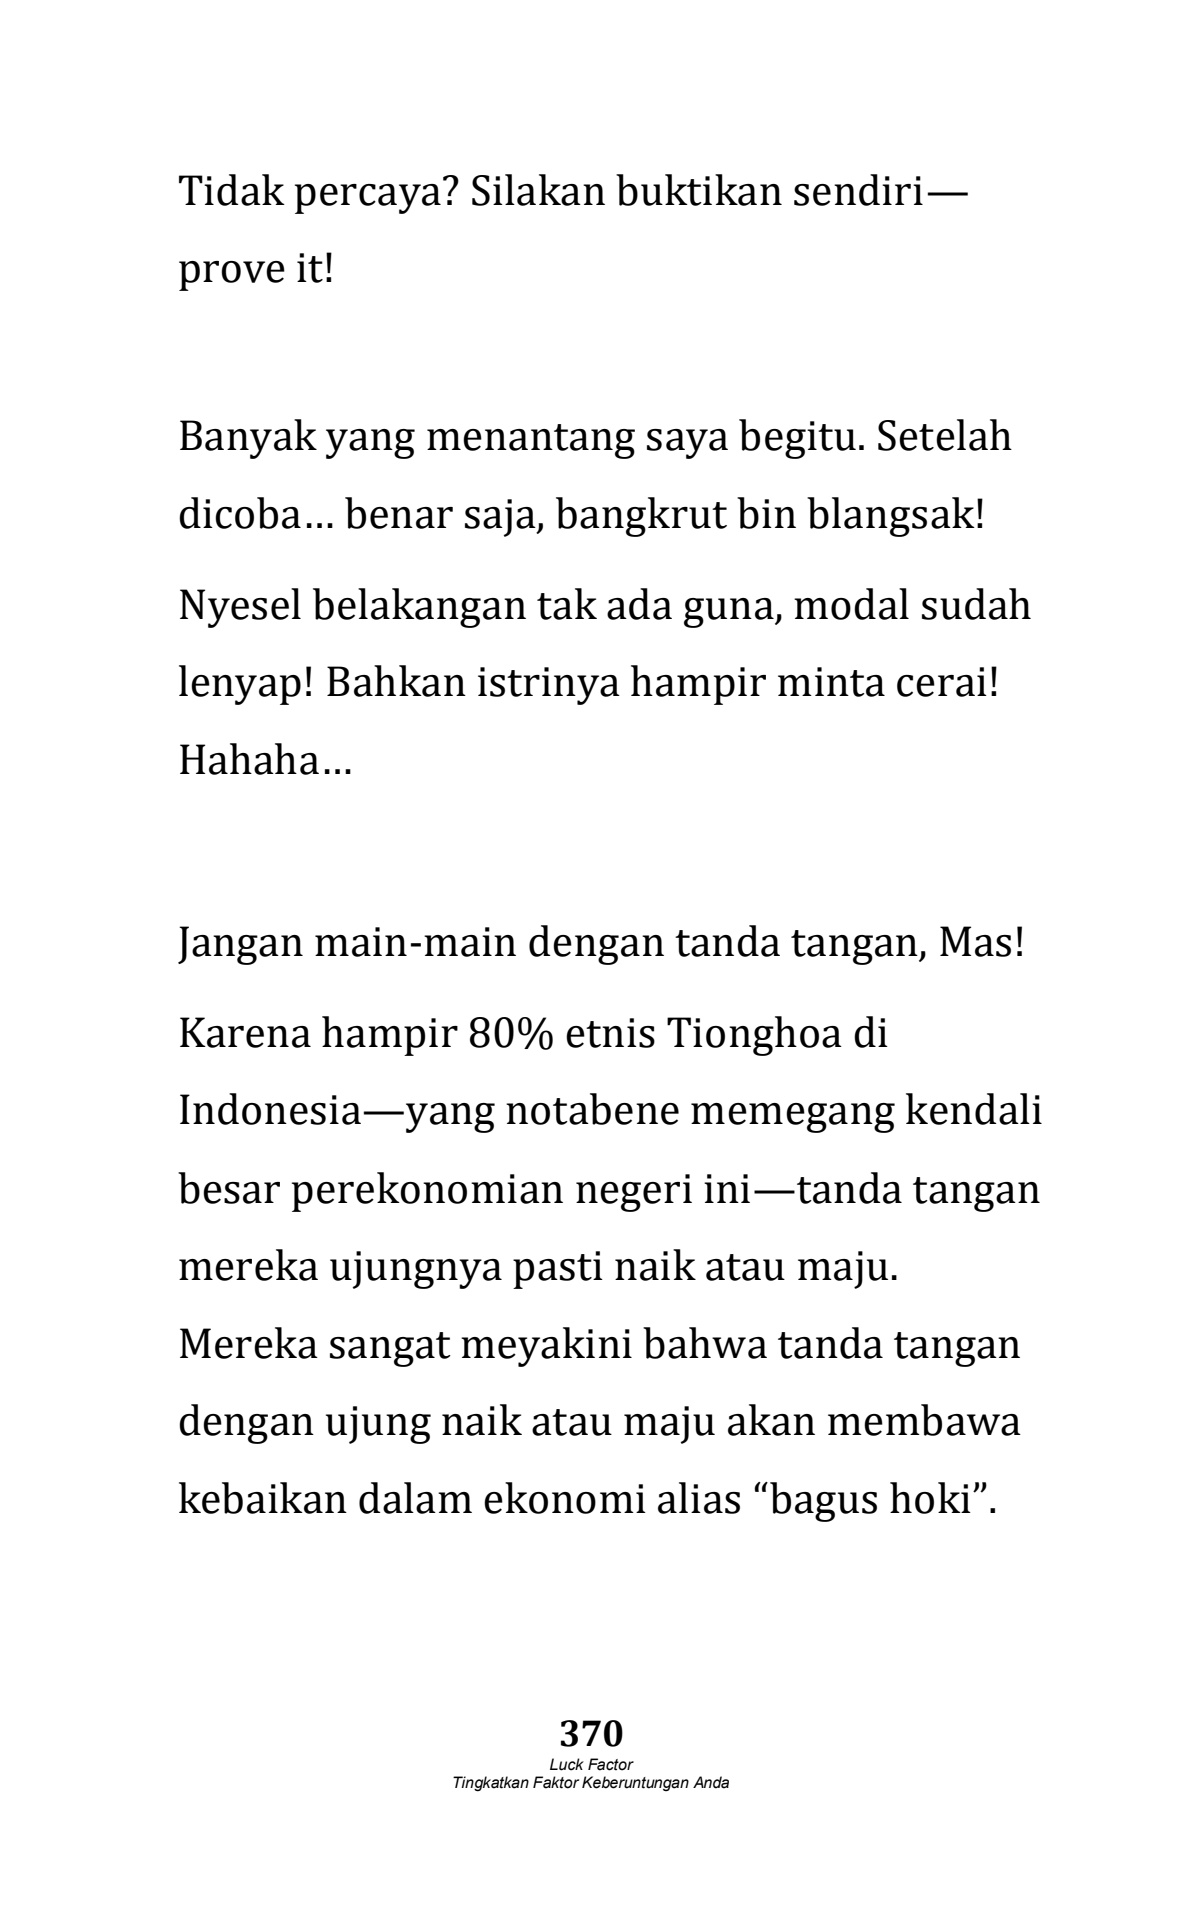 Tidak percaya? Silakan buktikan sendiri—
prove it!
Banyak yang menantang saya begitu. Setelah
dicoba… benar saja, bangkrut bin blangsak!
Nyesel belakangan tak ada guna, modal sudah
lenyap! Bahkan istrinya hampir minta cerai!
Hahaha…
Jangan main-main dengan tanda tangan, Mas!
Karena hampir 80% etnis Tionghoa di
Indonesia—yang notabene memegang kendali
besar perekonomian negeri ini—tanda tangan
mereka ujungnya pasti naik atau maju.
Mereka sangat meyakini bahwa tanda tangan
dengan ujung naik atau maju akan membawa
kebaikan dalam ekonomi alias “bagus hoki”.
370
Luck Factor
Tingkatkan Faktor Keberuntungan Anda